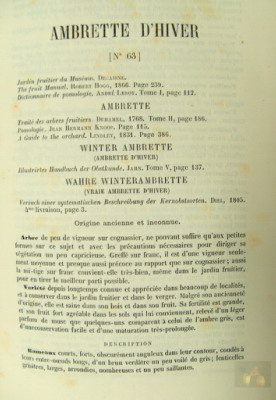 AMBRETTE D'HIVER
[N° 65]
Jardin fruitier du Muséum. DECAISNE.
The fruit Manual. ROBERT HOGG, 1866. Page 239.
Dictionnaire de pomologie. ANDRÉ LEROY. Tome I, page 112.
AMBRETTE
Traité des arbres fruitiers. DUHAMEL, 1768. Tome II, page 186.
Pomologie. JEAN HERMANN KNOOP. Page 115.
A Guide to the orchard. LINDLEY, 1831. Page 386.
WINTER AMBRETTE
(AMBRETTE D'HIVER)
Illustrirtes Handbuch der Obstkunde. JAHN. Tome V, page 137.
WAHRE WINTERAMBRETTE
(VRAIE AMBRETTE D'HIVER)
Versuch einer systematischen Beschreibung der Kernobstsorten. DIEL, 1805.
4me livraison, page 3.
Origine ancienne et inconnue.
Arbre de peu de vigueur sur cognassier, ne pouvant suffire qu'aux petites
formes sur ce sujet et avec les précautions nécessaires pour diriger sa
végétation un peu capricieuse. Greffé sur franc, il est d'une vigueur seule-
ment moyenne et presque aussi précoce au rapport que sur cognassier; aussi
la mi-tige sur franc convient-elle très-bien, même dans le jardin fruitier,
pour en tirer le meilleur parti possible.
Variété depuis longtemps connue et appréciée dans beaucoup de localités,
et à conserver dans le jardin fruitier et dans le verger. Malgré son ancienneté
d'origine, elle est saine dans son bois et dans son fruit. Sa fertilité est grande,
et son fruit fort agréable dans les sols qui lui conviennent, relevé d'un léger
parfum de musc que quelques-uns comparent à celui de l'ambre gris, est
d'une conservation facile et d'une maturation très-prolongée.
DESCRIPTION
Rameaux courts, forts, obscurément anguleux dans leur contour, coudés à
leurs entre-nœuds longs, d'un brun verdâtre un peu voilé de gris; lenticelles
grisâtres, larges, arrondies, nombreuses et un peu saillantes.